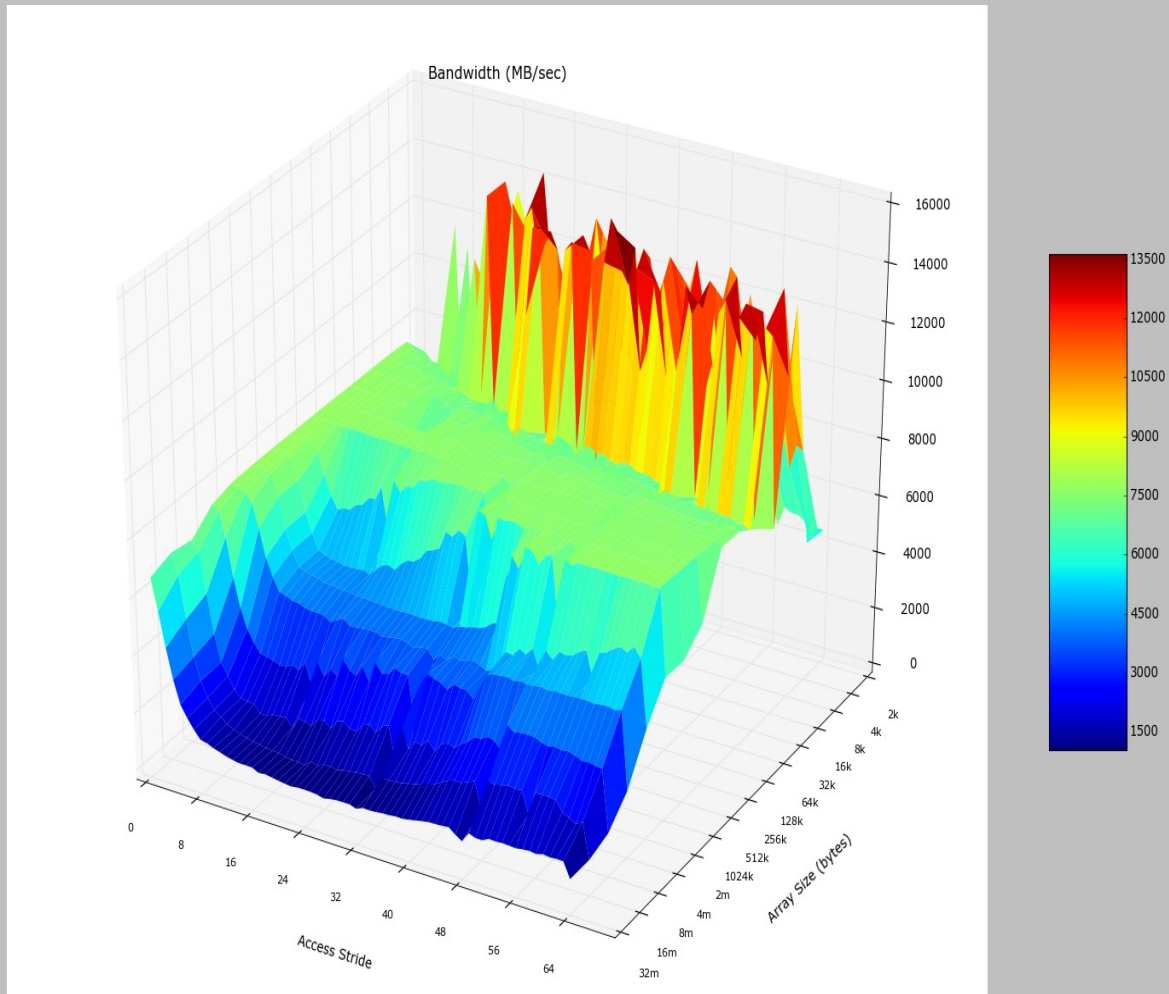 Bandwidth (MB/sec)
16000
14000
12000
10000
8000
6000
4000
2000
0
2k
4k
8k
16k
32k
64k
128k
256k
512k
1024k
2m
4m
8m
16m
32m
Array Size (bytes)
0
8
16
24
32
40
48
56
64
Access Stride
13500
12000
10500
9000
7500
6000
4500
3000
1500